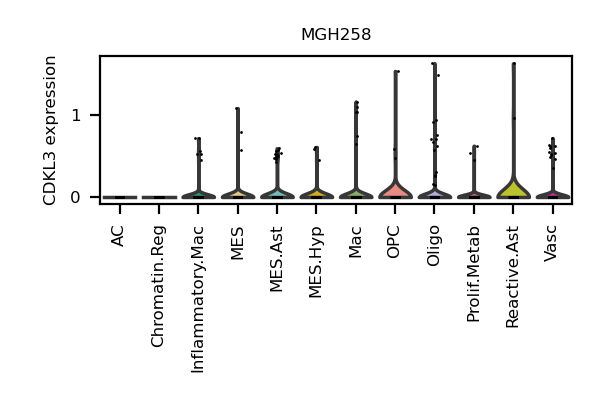 MGH258
CDKL3 expression
1
0
AC
Chromatin.Reg
Inflammatory.Mac
MES
MES.Ast
MES.Hyp
Mac
OPC
Oligo
Prolif.Metab
Reactive.Ast
Vasc